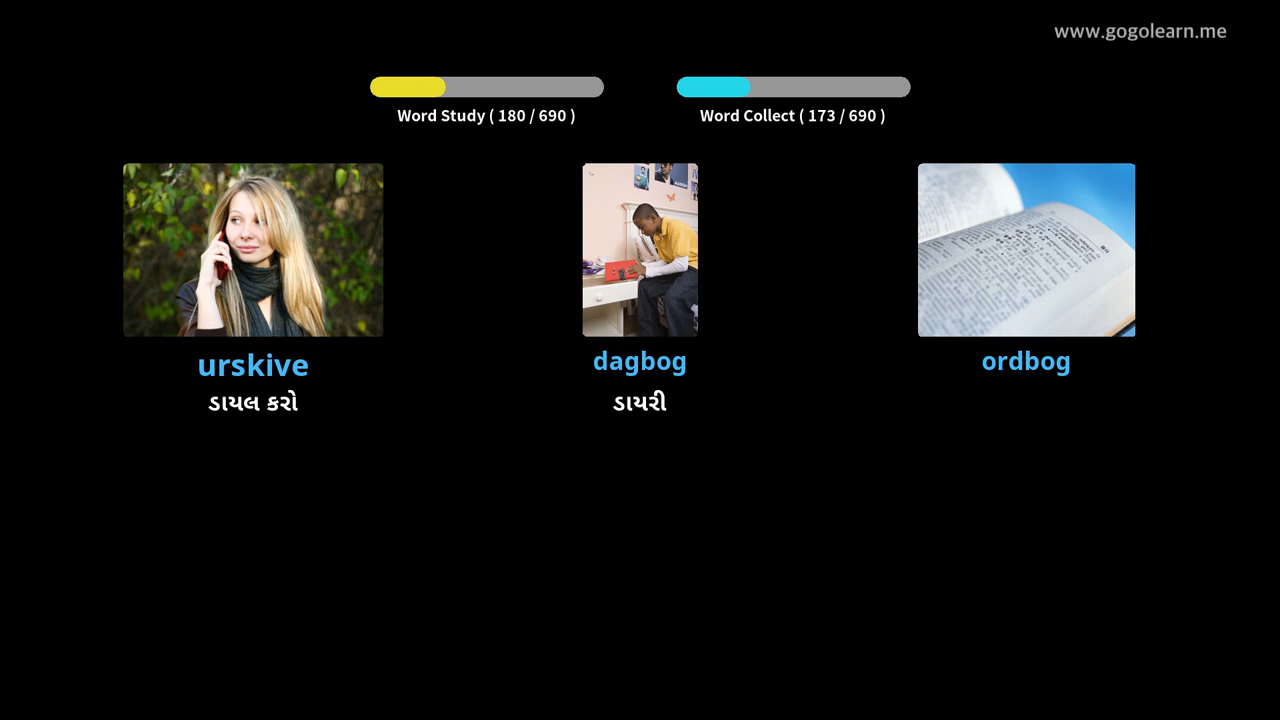 www.gogolearn.me
Word Study ( 180 / 690 )
Word Collect ( 173 / 690 )
urskive
dagbog
ordbog
ડાયલ કરો
ડાયરી